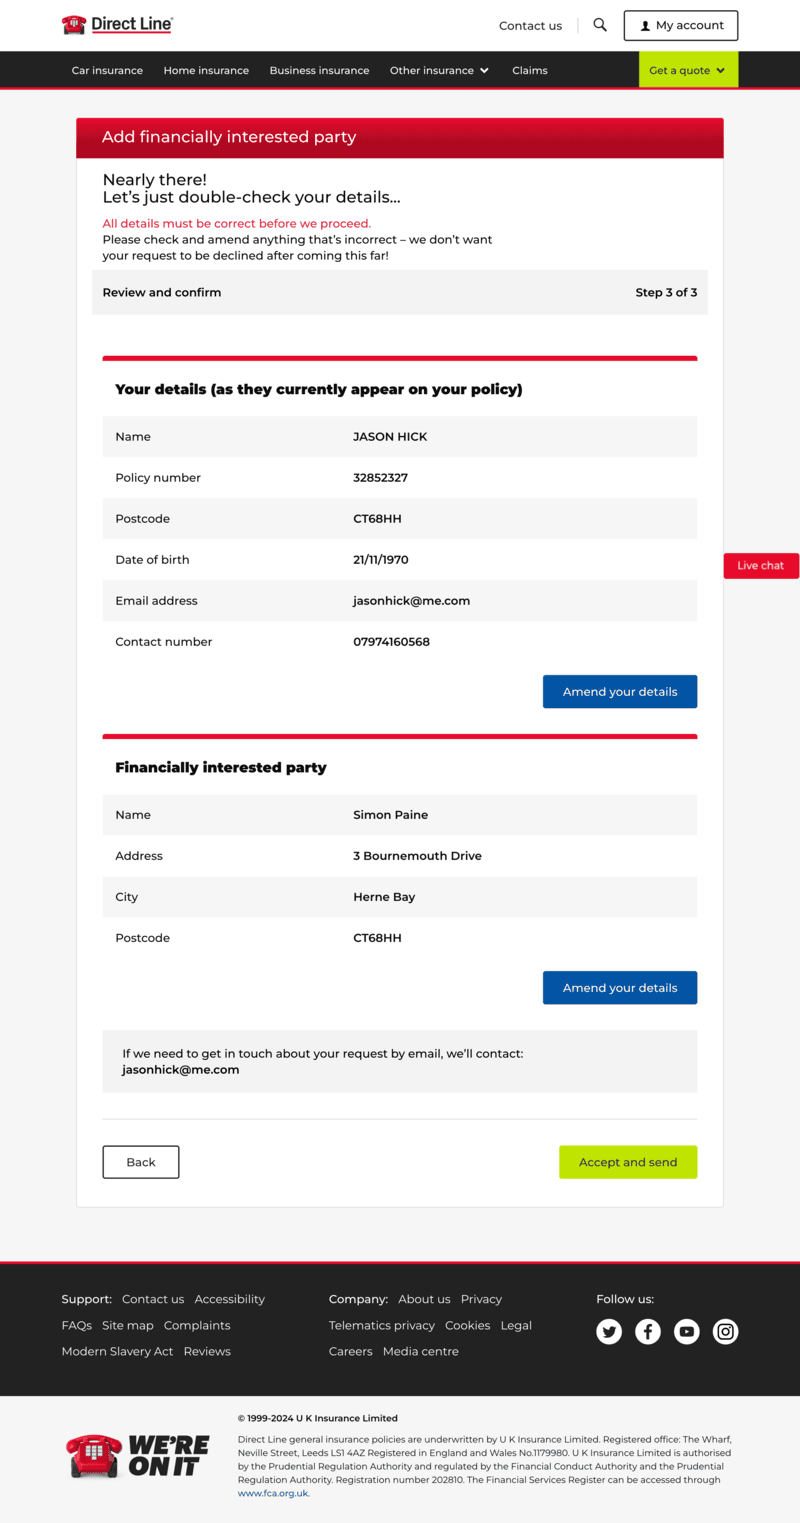 Direct Line
Contact us
My account
Car insurance Home insurance Business insurance Other insurance Claims Get a quote
Add financially interested party
Nearly there!
Let's just double-check your details...
All details must be correct before we proceed.
Please check and amend anything that's incorrect – we don't want
your request to be declined after coming this far!
Review and confirm Step 3 of 3
Your details (as they currently appear on your policy)
Name JASON HICK
Policy number 32852327
Postcode CT68HH
Date of birth 21/11/1970
Live chat
Email address jasonhick@me.com
Contact number 07974160568
Amend your details
Financially interested party
Name Simon Paine
Address 3 Bournemouth Drive
City Herne Bay
Postcode CT68HH
Amend your details
If we need to get in touch about your request by email, we'll contact:
jasonhick@me.com
Back Accept and send
Support: Contact us Accessibility
FAQs Site map Complaints
Modern Slavery Act Reviews
Company: About us Privacy
Telematics privacy Cookies Legal
Careers Media centre
Follow us:
WE'RE
ON IT
© 1999-2024 U K Insurance Limited
Direct Line general insurance policies are underwritten by U K Insurance Limited. Registered office: The Wharf,
Neville Street, Leeds LS1 4AZ Registered in England and Wales No.1179980. U K Insurance Limited is authorised
by the Prudential Regulation Authority and regulated by the Financial Conduct Authority and the Prudential
Regulation Authority. Registration number 202810. The Financial Services Register can be accessed through
www.fca.org.uk.